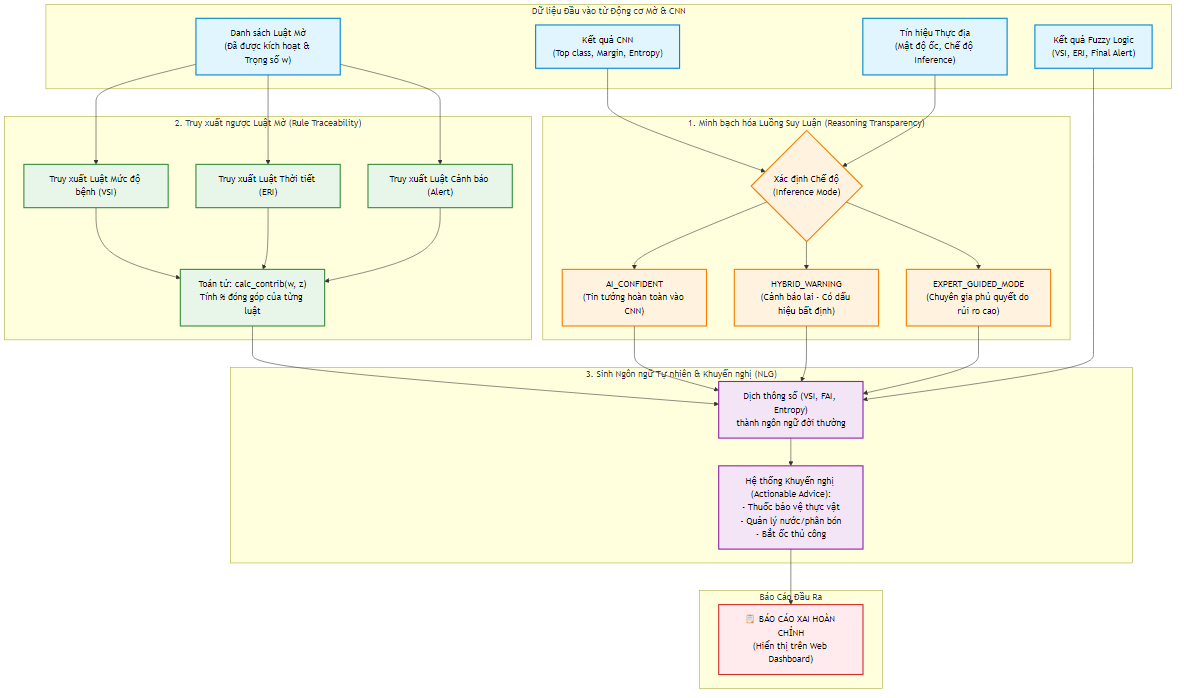 Dữ liệu Đầu vào từ Động cơ Mờ & CNN
Danh sách Luật Mờ
(Đã được kích hoạt &
Trọng số w)
Kết quả CNN
(Top class, Margin, Entropy)
Tín hiệu Thực địa
(Mật độ ốc, Chế độ
Inference)
Kết quả Fuzzy Logic
(VSI, ERI, Final Alert)
2. Truy xuất ngược Luật Mờ (Rule Traceability)
Truy xuất Luật Mức độ
bệnh (VSI)
Truy xuất Luật Thời tiết
(ERI)
Truy xuất Luật Cảnh báo
(Alert)
Toán tử: calc_contrib(w, z)
Tính % đóng góp của từng
luật
1. Minh bạch hóa Luồng Suy Luận (Reasoning Transparency)
Xác định Chế độ
(Inference Mode)
AI_CONFIDENT
(Tin tưởng hoàn toàn vào
CNN)
HYBRID_WARNING
(Cảnh báo lai - Có dấu
hiệu bất định)
EXPERT_GUIDED_MODE
(Chuyên gia phủ quyết do
rủi ro cao)
3. Sinh Ngôn ngữ Tự nhiên & Khuyến nghị (NLG)
Dịch thông số (VSI, FAI,
Entropy)
thành ngôn ngữ đời thường
Hệ thống Khuyến nghị
(Actionable Advice):
- Thuốc bảo vệ thực vật
- Quản lý nước/phân bón
- Bắt ốc thủ công
Báo Cáo Đầu Ra
BÁO CÁO XAI HOÀN
CHỈNH
(Hiển thị trên Web
Dashboard)